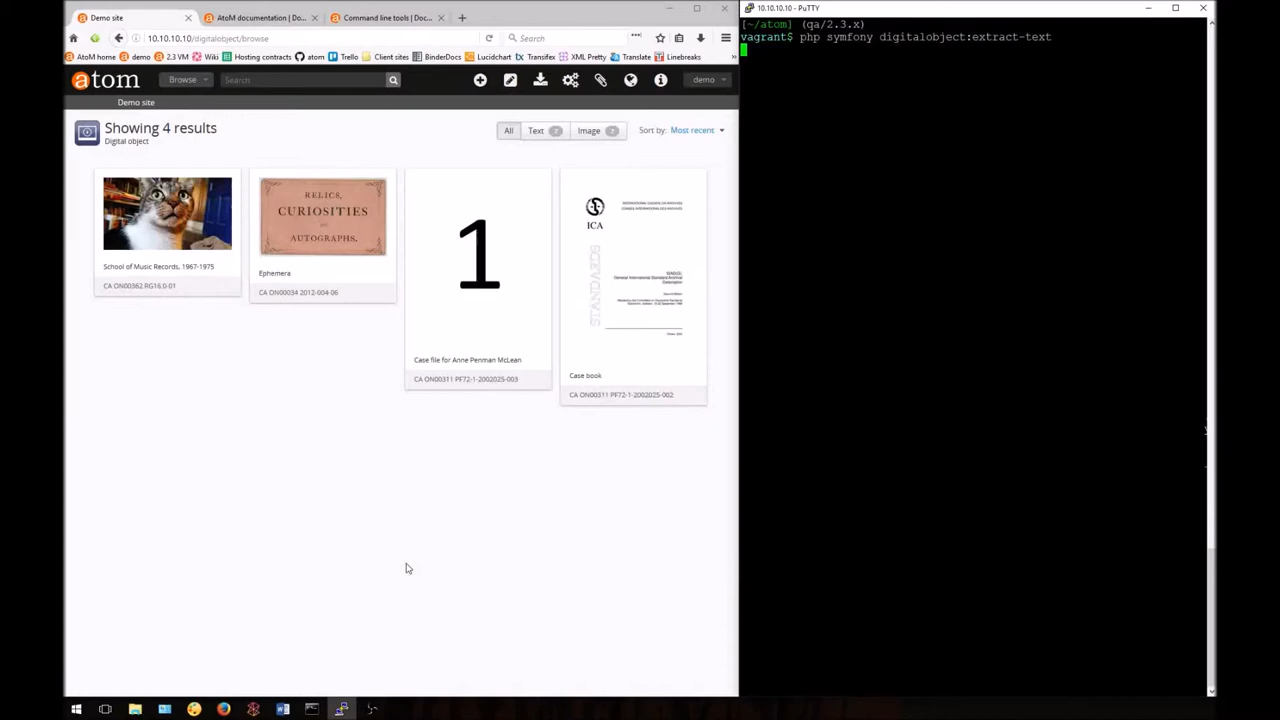 Demo site
AtoM documentation | Do...
Command line tools | Doc...
10.10.10.10/digitalobject/browse
Search
AtoM home
demo
2.3 VM
Wiki
Hosting contracts
atom
Trello
Client sites
BinderDocs
Lucidchart
Transifex
XML Pretty
Translate
Linebreaks
atom
Browse
Search
demo
Demo site
Showing 4 results
Digital object
All
Text 2
Image 2
Sort by: Most recent
School of Music Records, 1967-1975
CA ON00362 RG16.0-01
RELICS,
CURIOSITIES
AUTOGRAPHS.
Ephemera
CA ON00034 2012-004-06
1
Case file for Anne Penman McLean
CA ON00311 PF72-1-2002025-003
ICA
STANDARDS
Case book
CA ON00311 PF72-1-2002025-002
10.10.10.10 - PuTTY
[~/atom] (qa/2.3.x)
vagrant$ php symfony digitalobject:extract-text